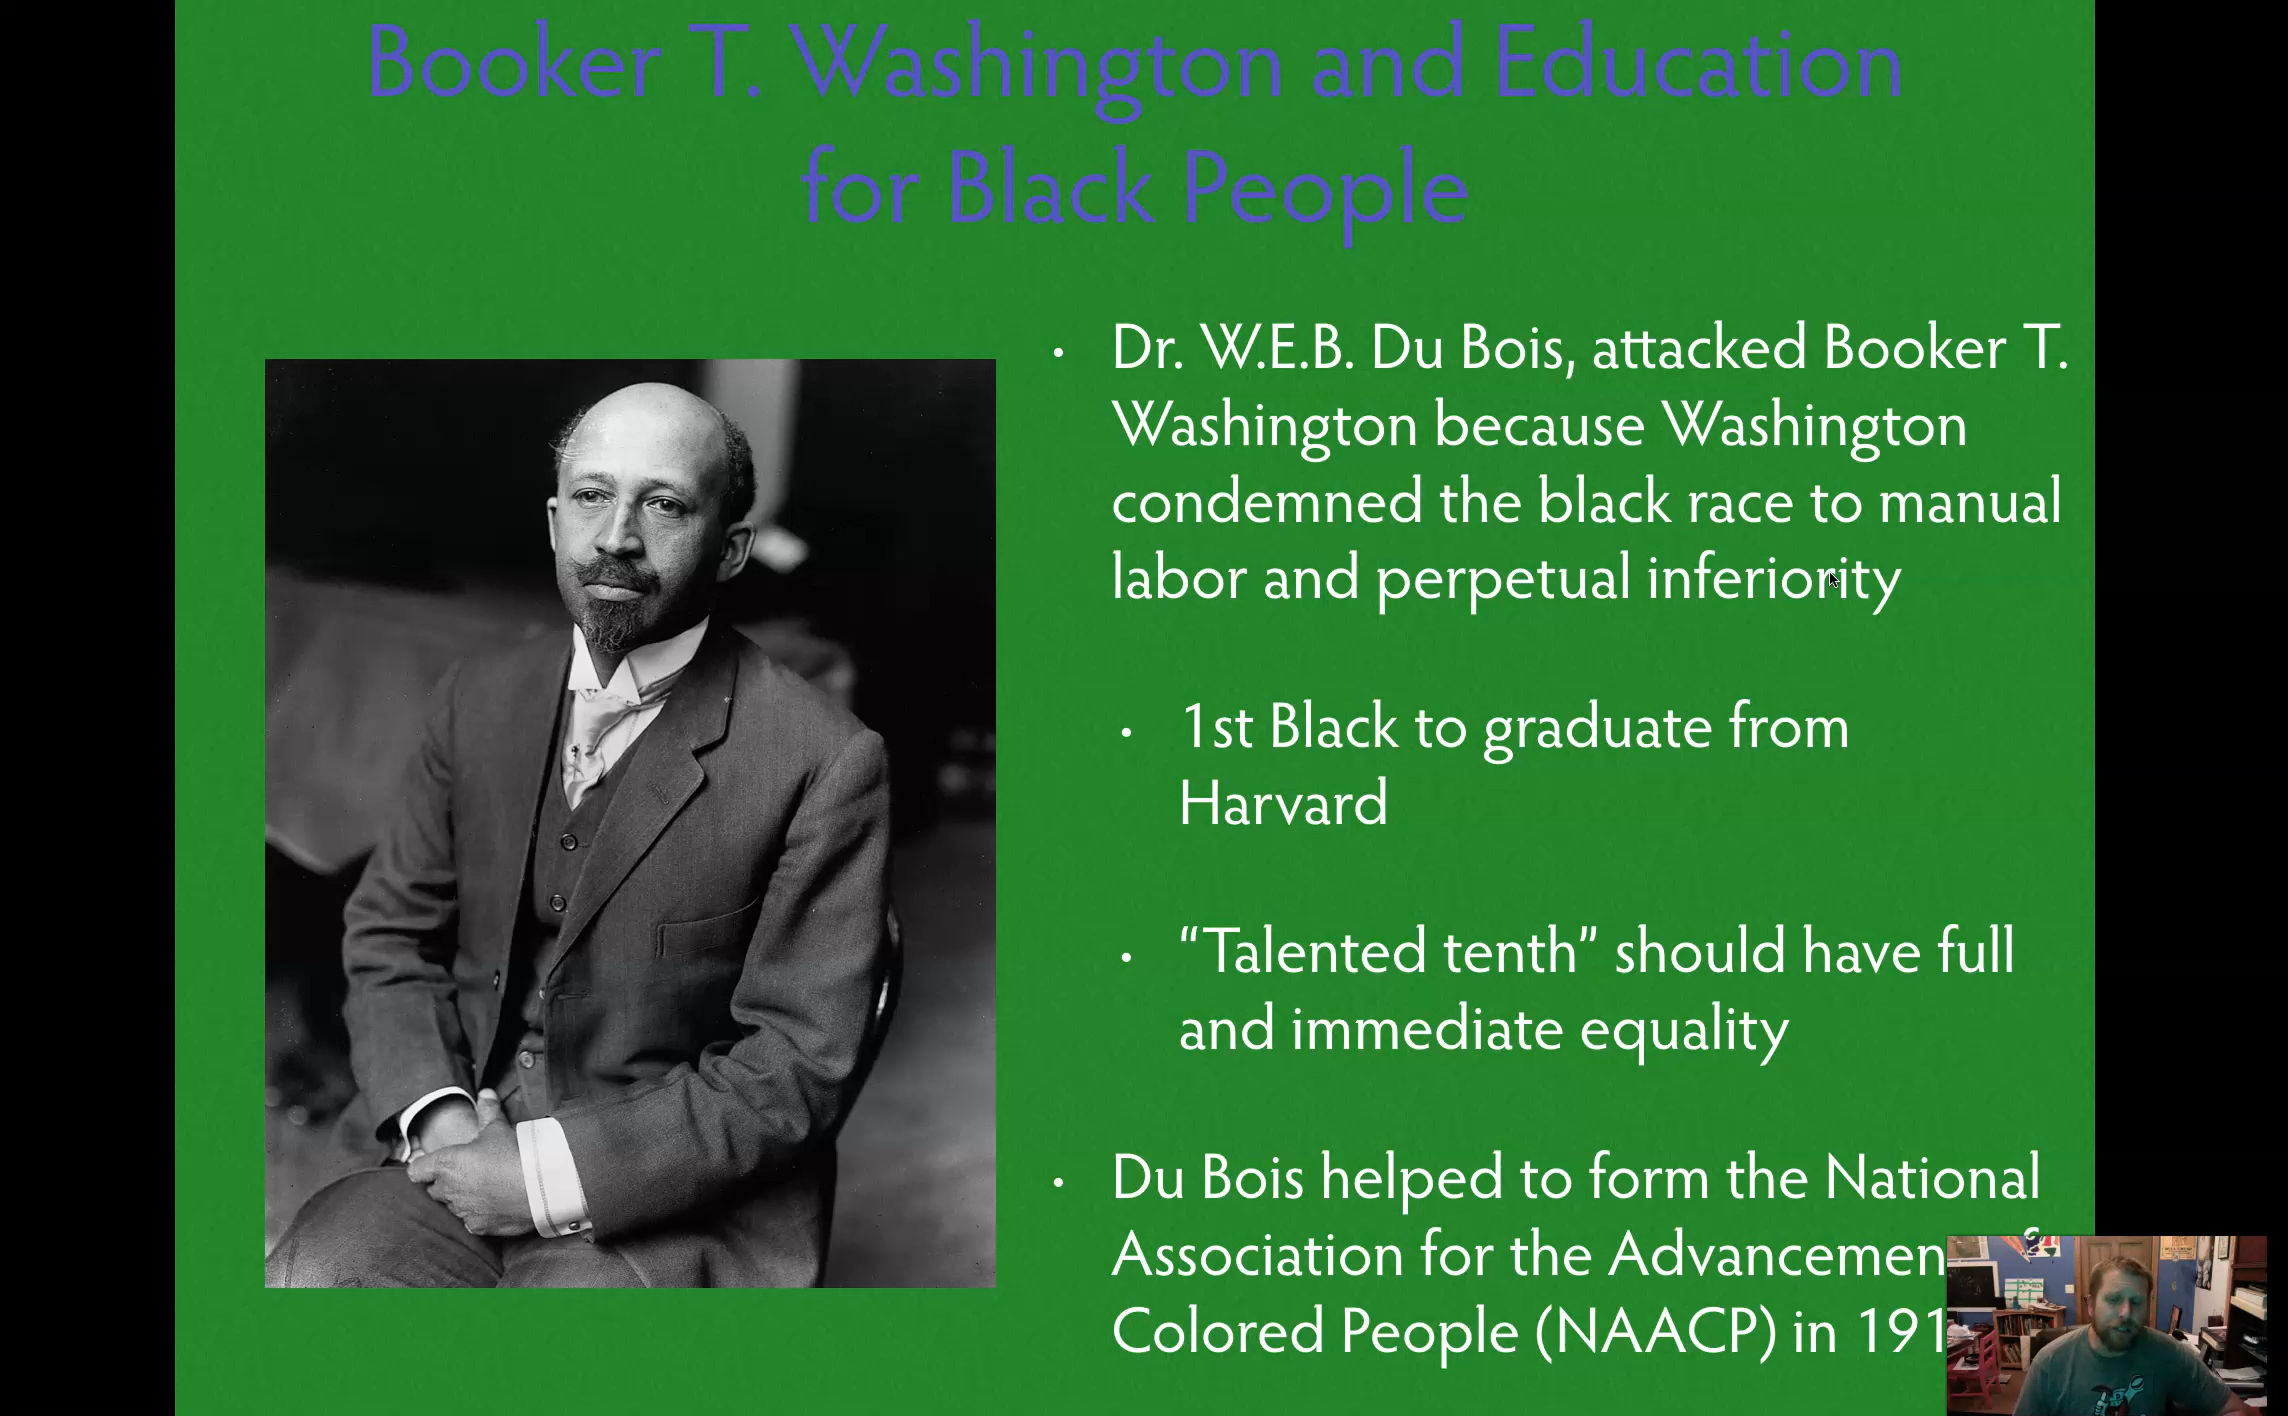 Booker T. Washington and Education
for Black People
• Dr. W.E.B. Du Bois, attacked Booker T.
Washington because Washington
condemned the black race to manual
labor and perpetual inferiority
• 1st Black to graduate from
Harvard
• “Talented tenth” should have full
and immediate equality
• Du Bois helped to form the National
Association for the Advancemen
Colored People (NAACP) in 191